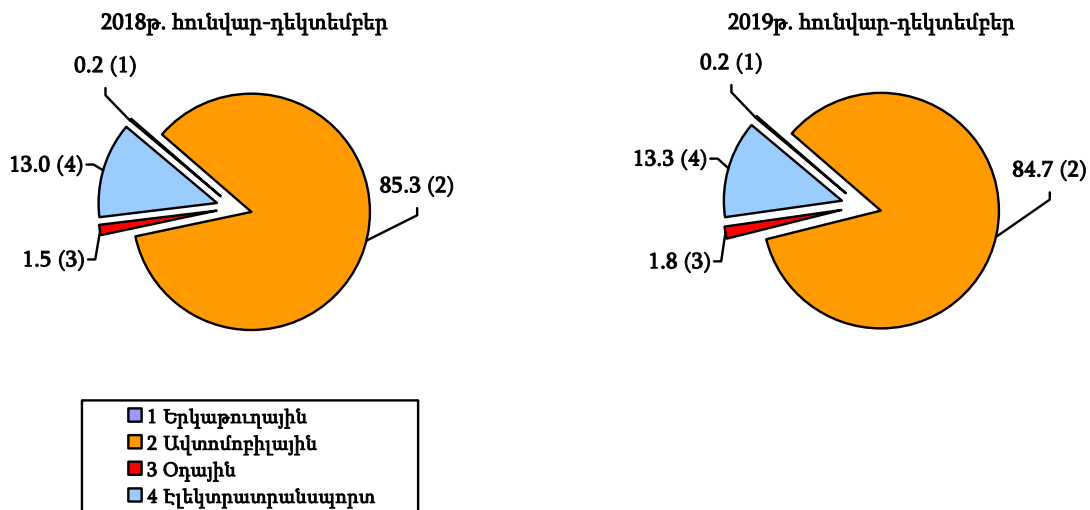 2018թ. հունվար-դեկտեմբեր
0.2 (1)
13.0 (4)
85.3 (2)
1.5 (3)
2019թ. հունվար-դեկտեմբեր
0.2 (1)
13.3 (4)
84.7 (2)
1.8 (3)
1 Երկաթուղային
2 Ավտոմոբիլային
3 Օդային
4 Էլեկտրատրանսպորտ